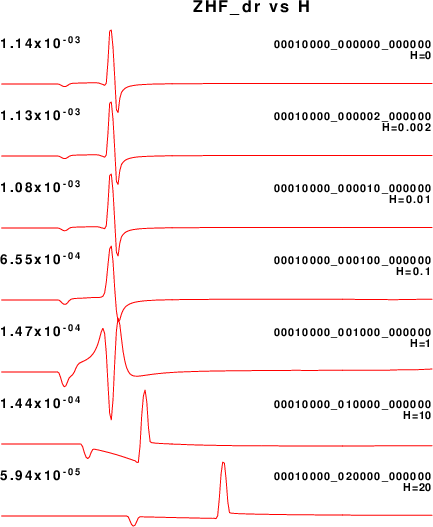 ZHF_dr vs H
1.14x10-03
00010000_000000_000000
H=0
1.13x10-03
00010000_000002_000000
H=0.002
1.08x10-03
00010000_000010_000000
H=0.01
6.55x10-04
00010000_000100_000000
H=0.1
1.47x10-04
00010000_001000_000000
H=1
1.44x10-04
00010000_010000_000000
H=10
5.94x10-05
00010000_020000_000000
H=20